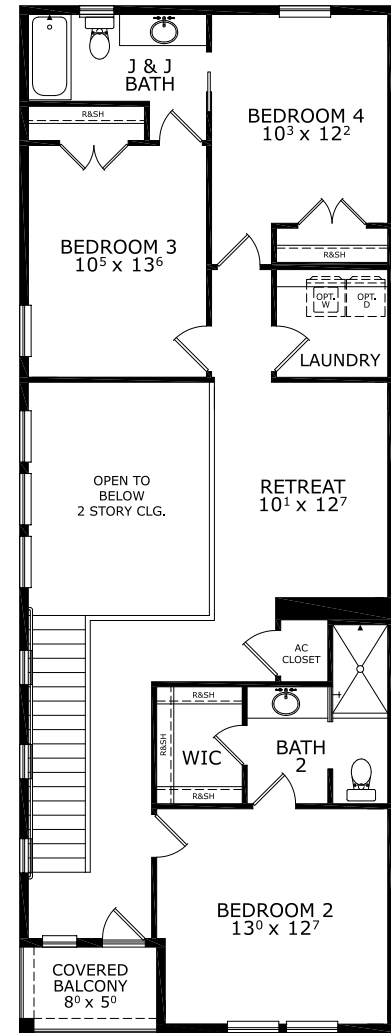 J & J
BATH
R&SH
BEDROOM 4
10³ x 12²
R&SH
BEDROOM 3
10⁵ x 13⁶
OPT.
W
OPT.
D
LAUNDRY
OPEN TO
BELOW
2 STORY CLG.
RETREAT
10¹ x 12⁷
AC
CLOSET
R&SH
R&SH
WIC
R&SH
BATH
2
BEDROOM 2
13⁰ x 12⁷
COVERED
BALCONY
8⁰ x 5⁰